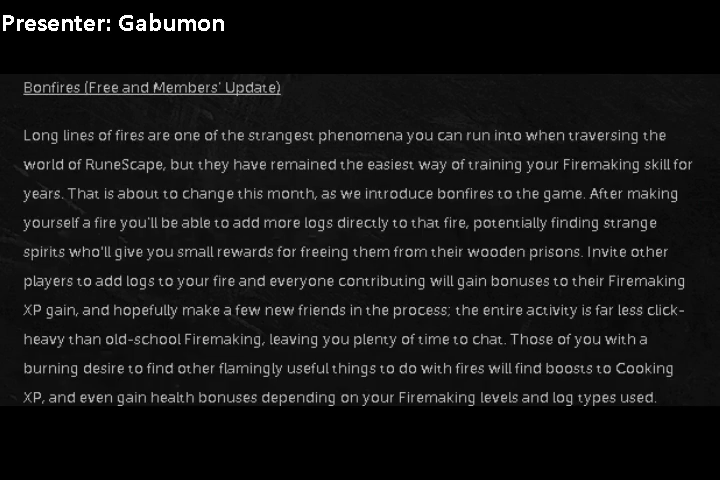 Presenter: Gabumon
Bonfires (Free and Members' Update)
Long lines of fires are one of the strangest phenomena you can run into when traversing the
world of RuneScape, but they have remained the easiest way of training your Firemaking skill for
years. That is about to change this month, as we introduce bonfires to the game. After making
yourself a fire you'll be able to add more logs directly to that fire, potentially finding strange
spirits who'll give you small rewards for freeing them from their wooden prisons. Invite other
players to add logs to your fire and everyone contributing will gain bonuses to their Firemaking
XP gain, and hopefully make a few new friends in the process; the entire activity is far less click-
heavy than old-school Firemaking, leaving you plenty of time to chat. Those of you with a
burning desire to find other flamingly useful things to do with fires will find boosts to Cooking
XP, and even gain health bonuses depending on your Firemaking levels and log types used.